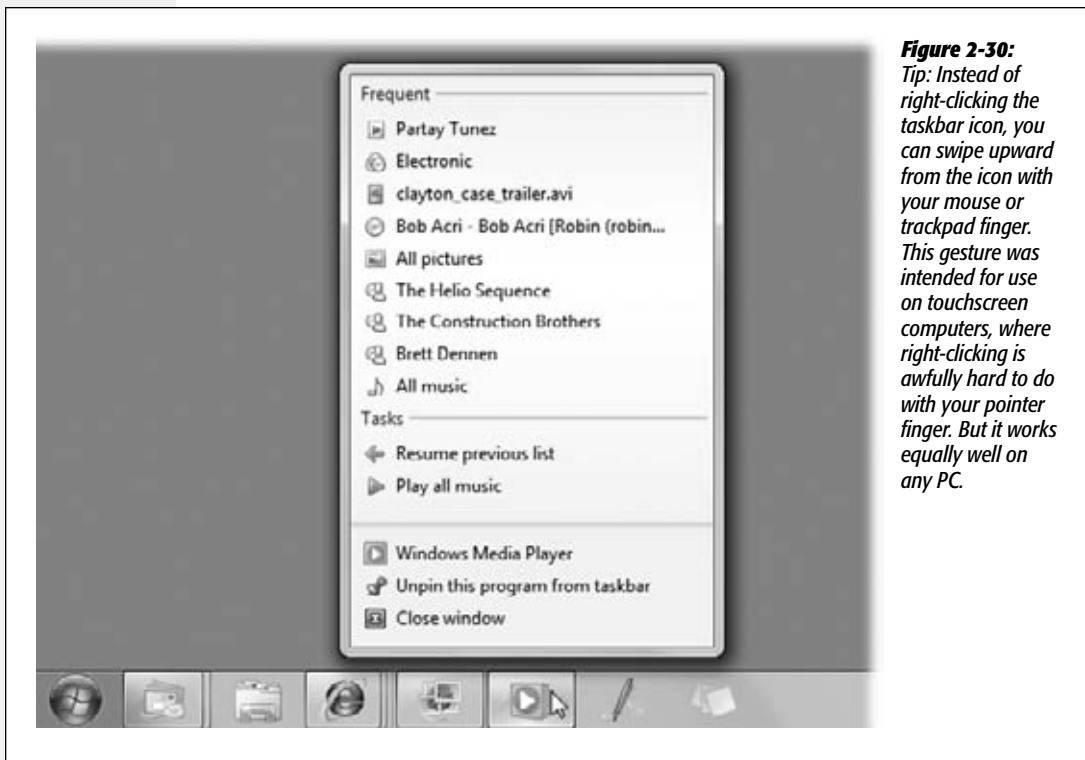 Frequent
Partay Tunez
Electronic
clayton_case_trailer.avi
Bob Acri - Bob Acri [Robin (robin...
All pictures
The Helio Sequence
The Construction Brothers
Brett Dennen
All music
Tasks
Resume previous list
Play all music
Windows Media Player
Unpin this program from taskbar
Close window
Figure 2-30:
Tip: Instead of
right-clicking the
taskbar icon, you
can swipe upward
from the icon with
your mouse or
trackpad finger.
This gesture was
intended for use
on touchscreen
computers, where
right-clicking is
awfully hard to do
with your pointer
finger. But it works
equally well on
any PC.